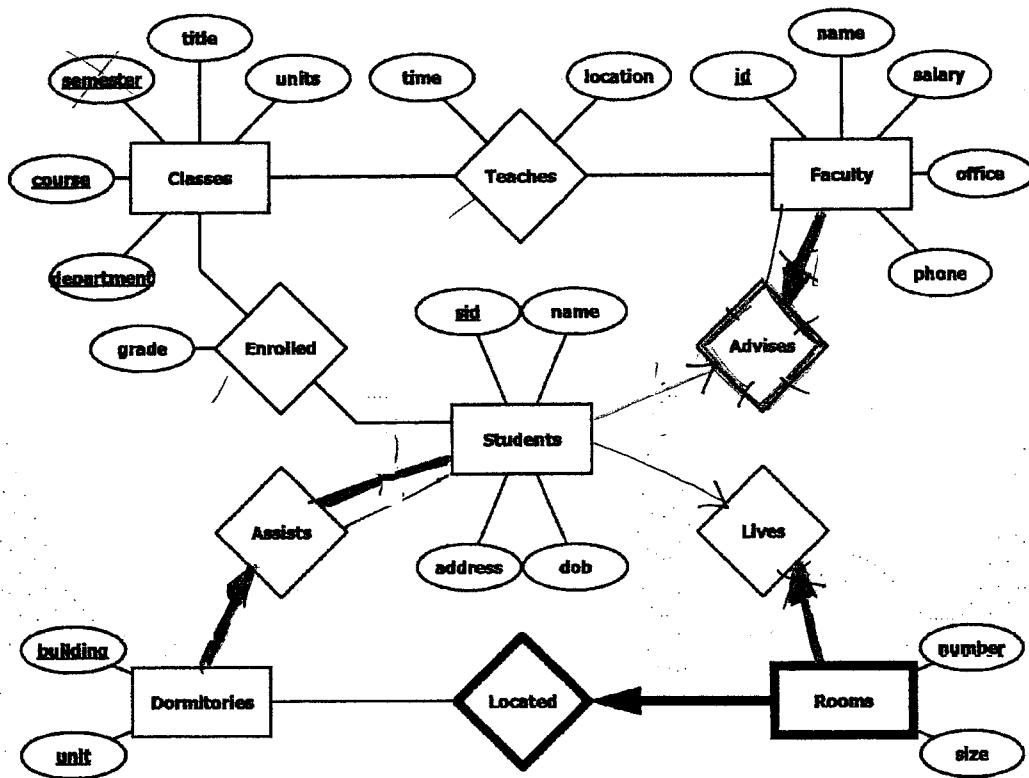 title
name
semester
units
time
location
id
salary
course
Classes
Teaches
Faculty
office
department
phone
sid
name
grade
Enrolled
Advises
Students
Assists
Lives
address
dob
building
number
Dormitories
Located
Rooms
unit
size